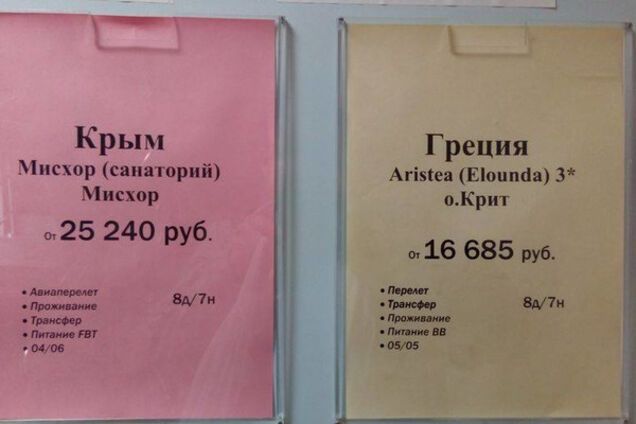 Крым
Мисхор (санаторий)
Мисхор
от 25 240 руб.
• Авиаперелет
• Проживание
• Трансфер
• Питание FBT
• 04/06
8д/7н
Греция
Aristea (Elounda) 3*
о.Крит
от 16 685 руб.
• Перелет
• Трансфер
• Проживание
• Питание BB
• 05/05
8д/7н